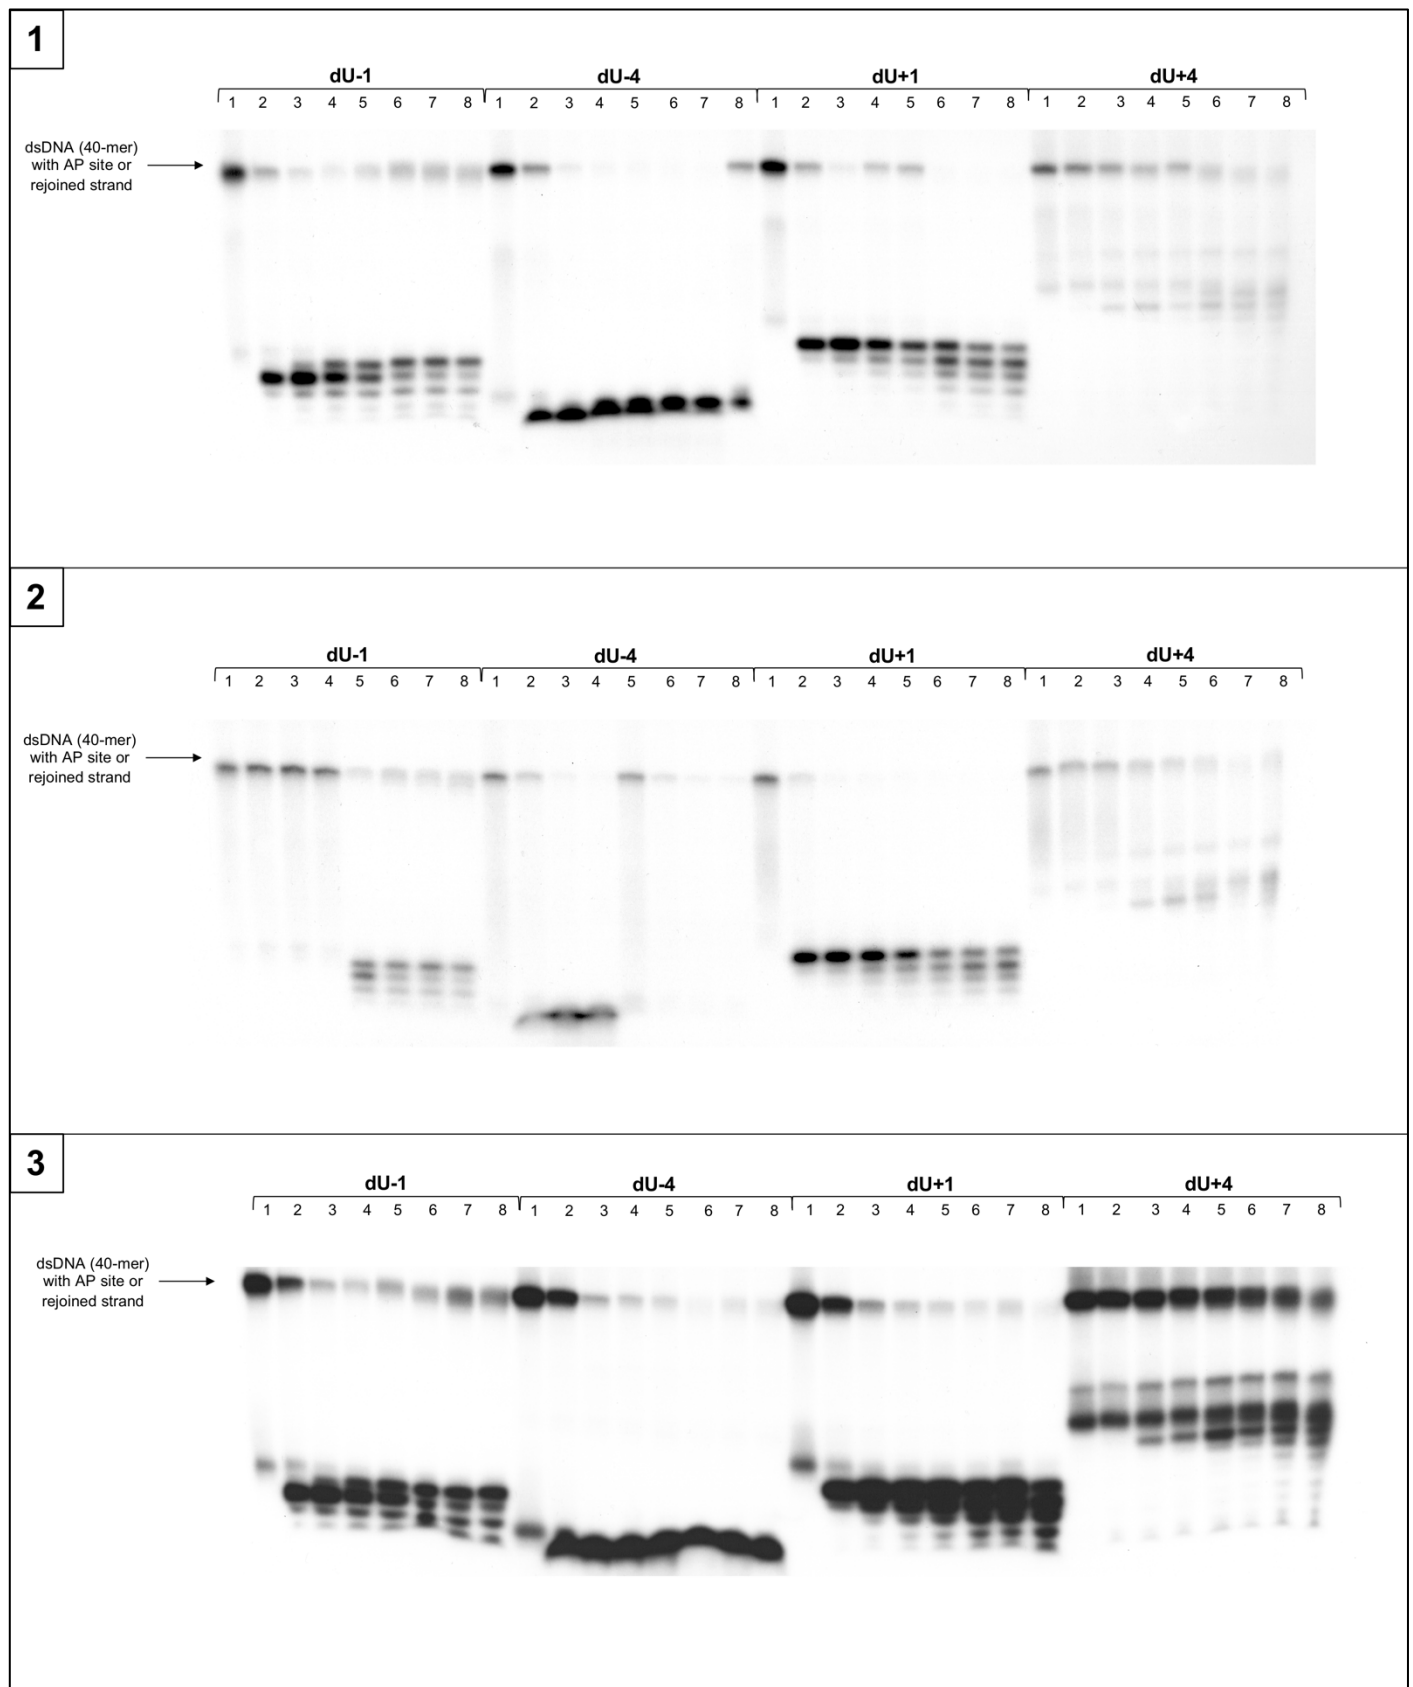 1
dU-1 dU-4 dU+1 dU+4
1 2 3 4 5 6 7 8 1 2 3 4 5 6 7 8 1 2 3 4 5 6 7 8 1 2 3 4 5 6 7 8
dsDNA (40-mer)
with AP site or
rejoined strand
2
dU-1 dU-4 dU+1 dU+4
1 2 3 4 5 6 7 8 1 2 3 4 5 6 7 8 1 2 3 4 5 6 7 8 1 2 3 4 5 6 7 8
dsDNA (40-mer)
with AP site or
rejoined strand
3
dU-1 dU-4 dU+1 dU+4
1 2 3 4 5 6 7 8 1 2 3 4 5 6 7 8 1 2 3 4 5 6 7 8 1 2 3 4 5 6 7 8
dsDNA (40-mer)
with AP site or
rejoined strand